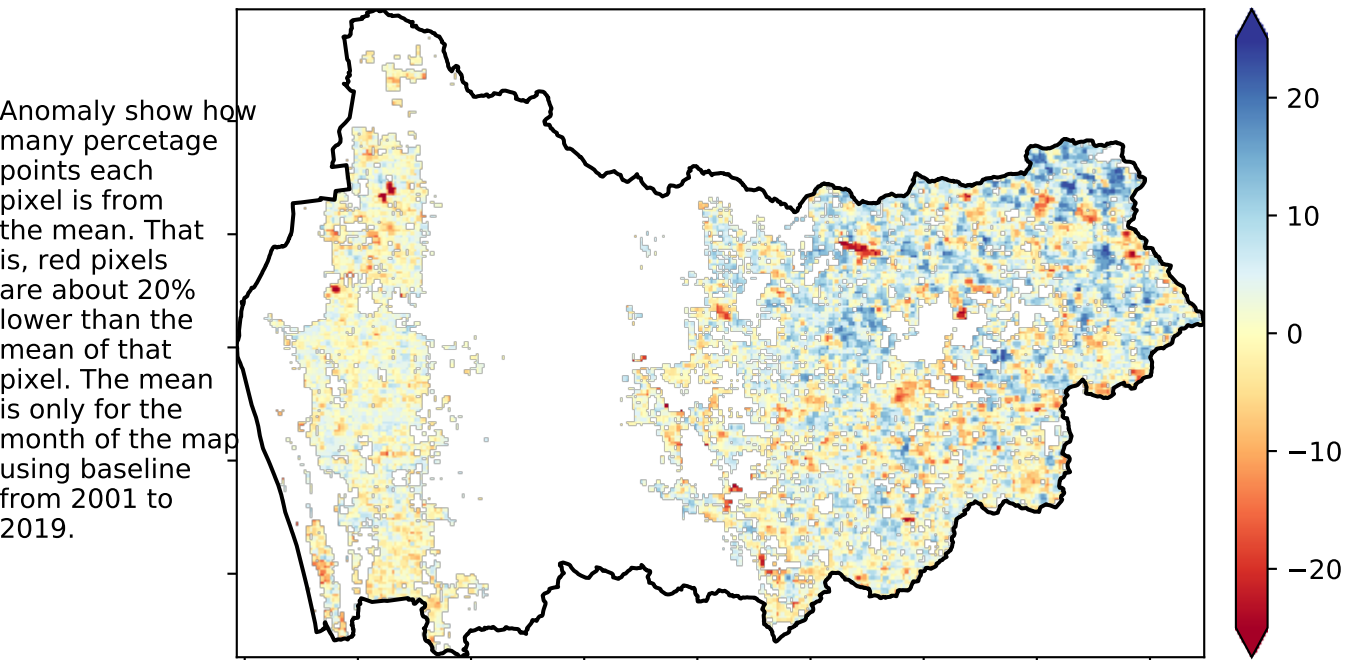 Anomaly show how
many percetage
points each
pixel is from
the mean. That
is, red pixels
are about 20%
lower than the
mean of that
pixel. The mean
is only for the
month of the map
using baseline
from 2001 to
2019.
20
10
0
−10
−20